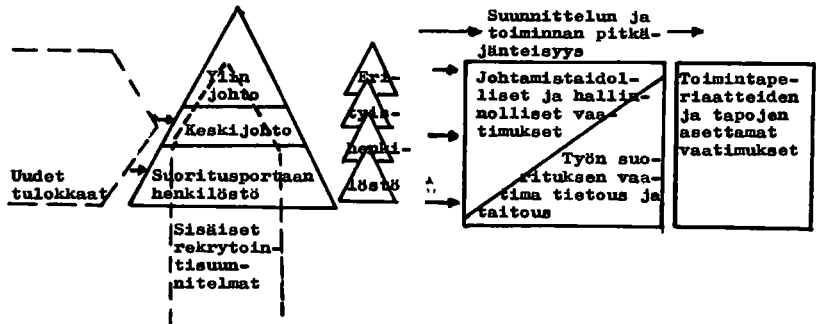 Suunnittelun ja
toiminnan pitkä-
jänteisyys
Ylin
johto
Keskijohto
Suoritusportaan
henkilöstö
Uudet
tulokkaat
Sisäiset
rekrytoin-
tisuun-
nitelmat
Eri-
tyis-
henki-
löstö
Johtamistaidol-
liset ja hallin-
nolliset vaa-
timukset
Työn suo-
rituksen vaa-
tima tietous ja
taitous
Toimintape-
riaatteiden
ja tapojen
asettamat
vaatimukset